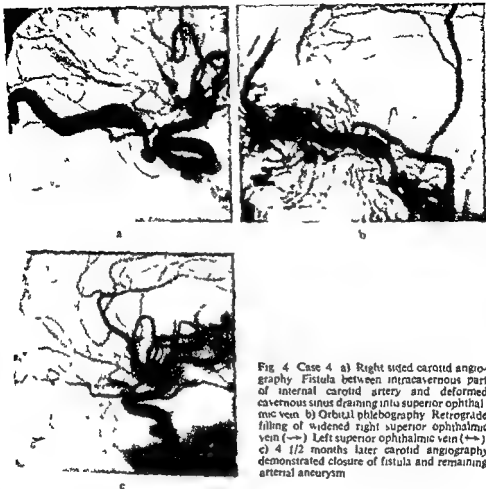 a
b
c
Fig 4 Case 4 a) Right sided carotid angio-
graphy Fistula between intracavernous part
of internal carotid artery and deformed
cavernous sinus draining into superior ophthal
mic vein b) Orbital phlebography Retrograde
filling of widened right superior ophthalmic
vein (→) Left superior ophthalmic vein (↔)
c) 4 1/2 months later carotid angiography
demonstrated closure of fistula and remaining
arterial aneurysm